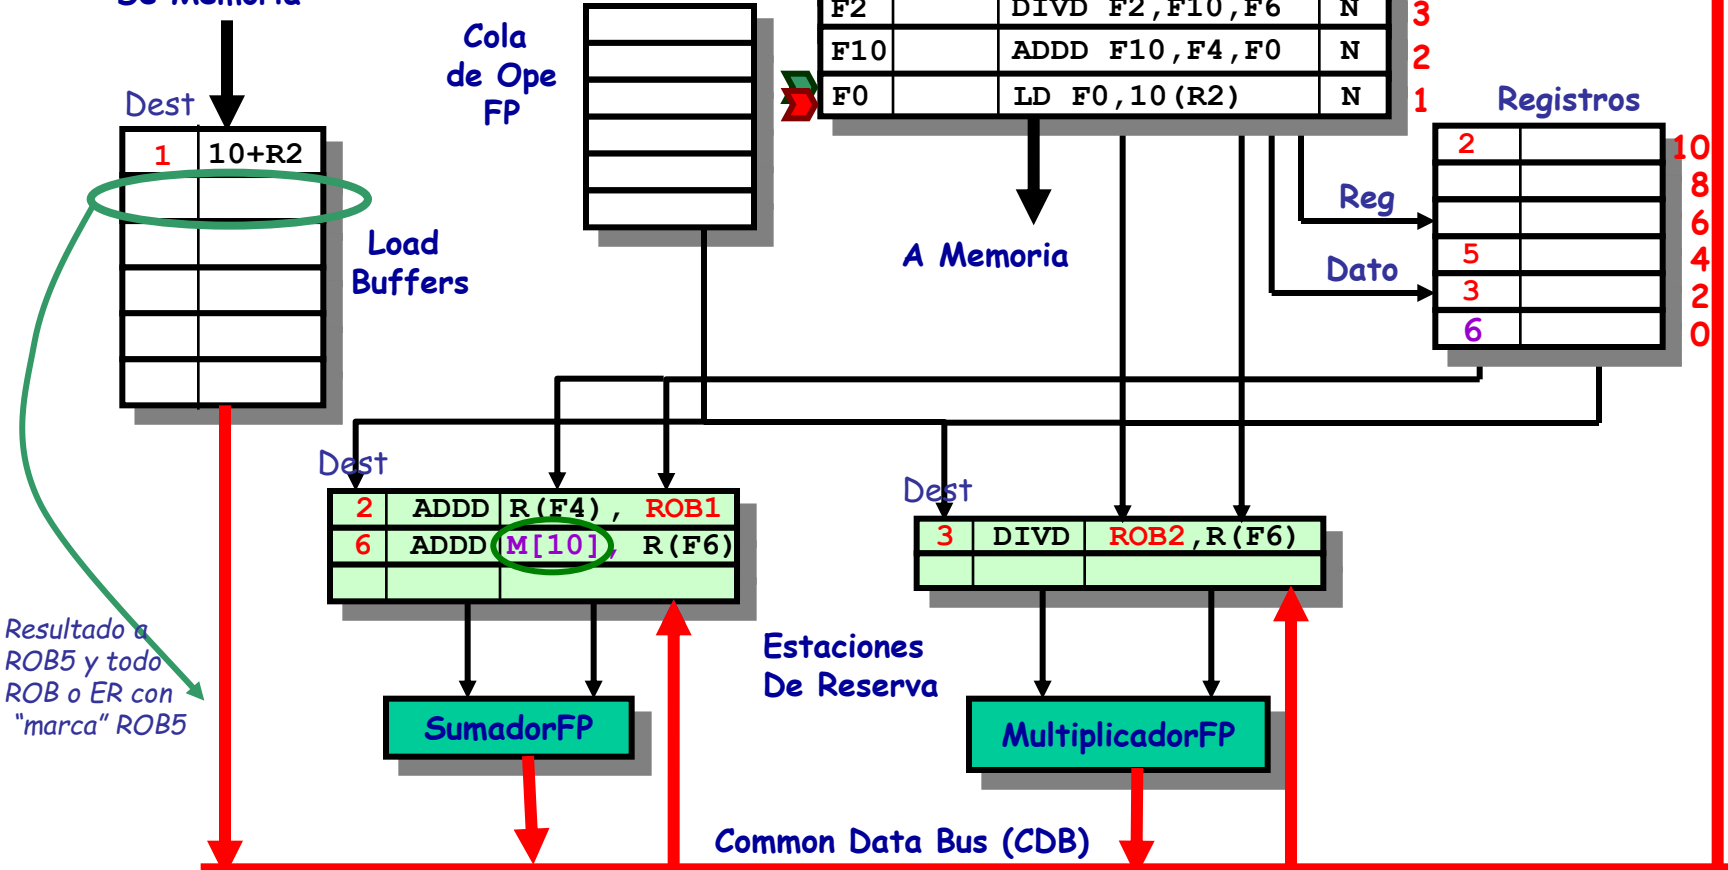 De Memoria
Cola
de Ope
FP
F2 DIVD F2,F10,F6 N 3
F10 ADDD F10,F4,F0 N 2
F0 LD F0,10(R2) N 1
Dest
1 10+R2
Load
Buffers
A Memoria
Registros
2 10
8
6
5 4
3 2
6 0
Reg
Dato
Dest
2 ADDD R(F4), ROB1
6 ADDD M[10], R(F6)
Dest
3 DIVD ROB2,R(F6)
Resultado a
ROB5 y todo
ROB o ER con
"marca" ROB5
Estaciones
De Reserva
SumadorFP
MultiplicadorFP
Common Data Bus (CDB)